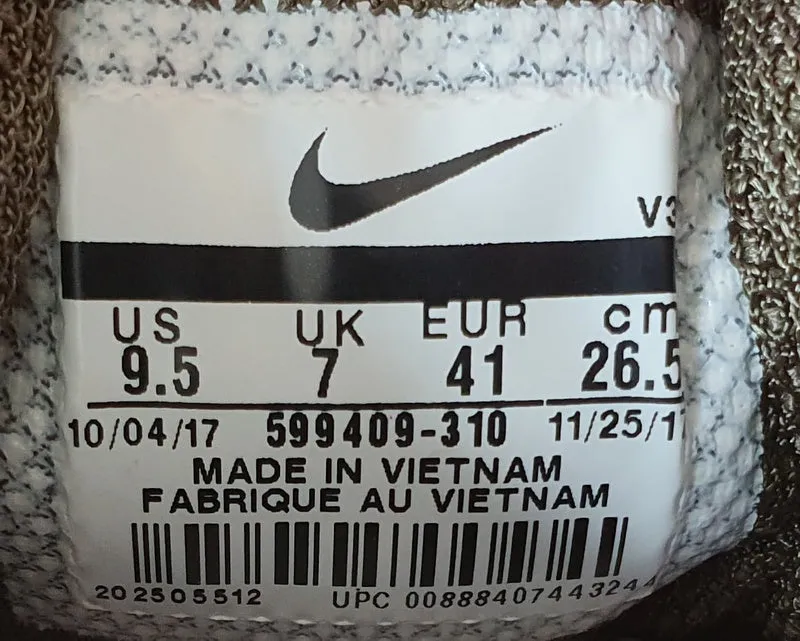 V3
US UK EUR cm
9.5 7 41 26.5
10/04/17 599409-310 11/25/17
MADE IN VIETNAM
FABRIQUE AU VIETNAM
202505512 UPC 00888407443244